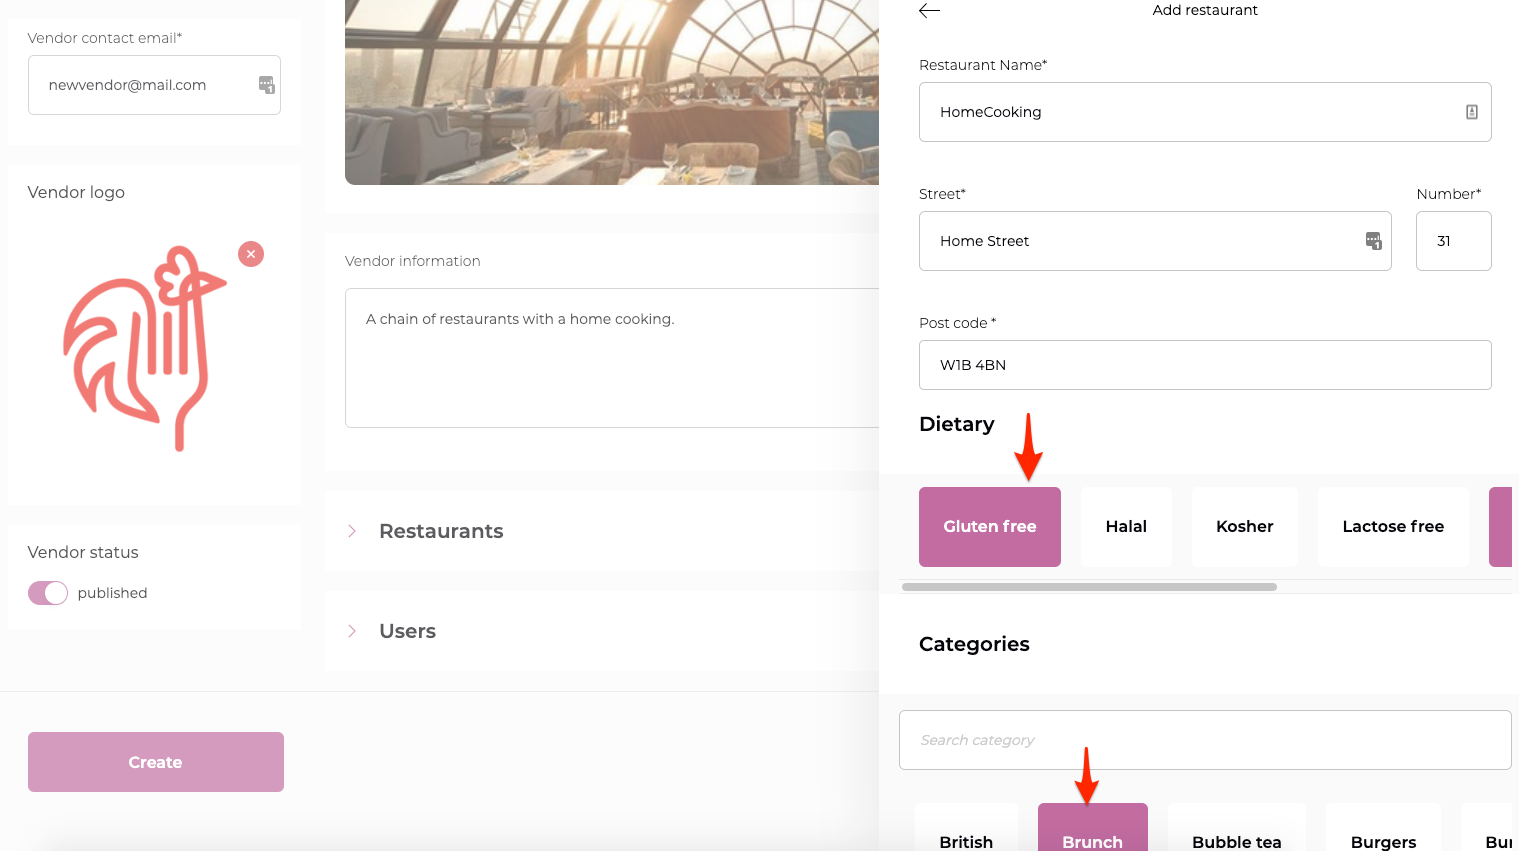 Vendor contact email*
newvendor@mail.com
Vendor logo
Vendor status
published
Create
Vendor information
A chain of restaurants with a home cooking.
Restaurants
Users
Add restaurant
Restaurant Name*
HomeCooking
Street*
Number*
Home Street
31
Post code *
W1B 4BN
Dietary
Gluten free
Halal
Kosher
Lactose free
Categories
Search category
British
Brunch
Bubble tea
Burgers